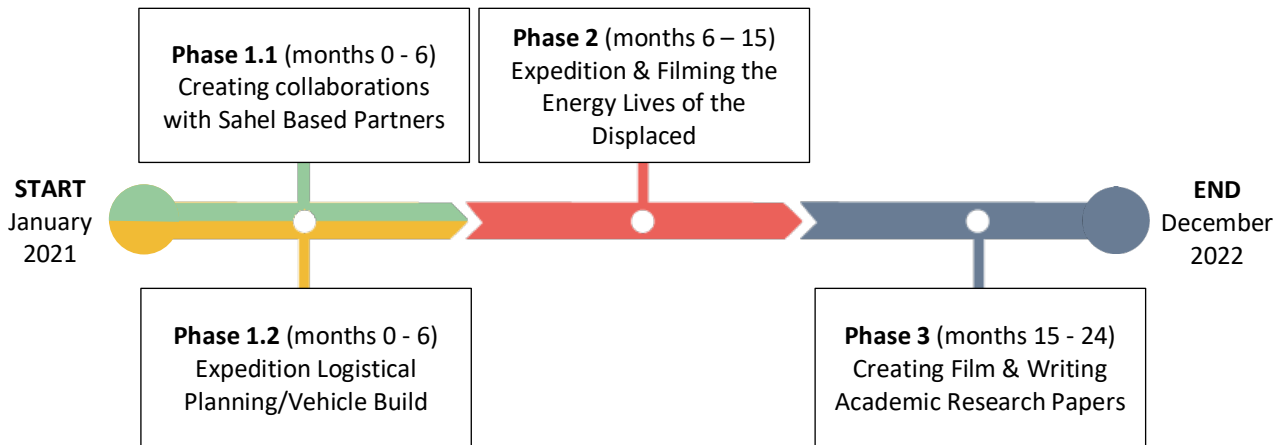 START
January
2021
Phase 1.1 (months 0 - 6)
Creating collaborations
with Sahel Based Partners
Phase 1.2 (months 0 - 6)
Expedition Logistical
Planning/Vehicle Build
Phase 2 (months 6 – 15)
Expedition & Filming the
Energy Lives of the
Displaced
Phase 3 (months 15 - 24)
Creating Film & Writing
Academic Research Papers
END
December
2022